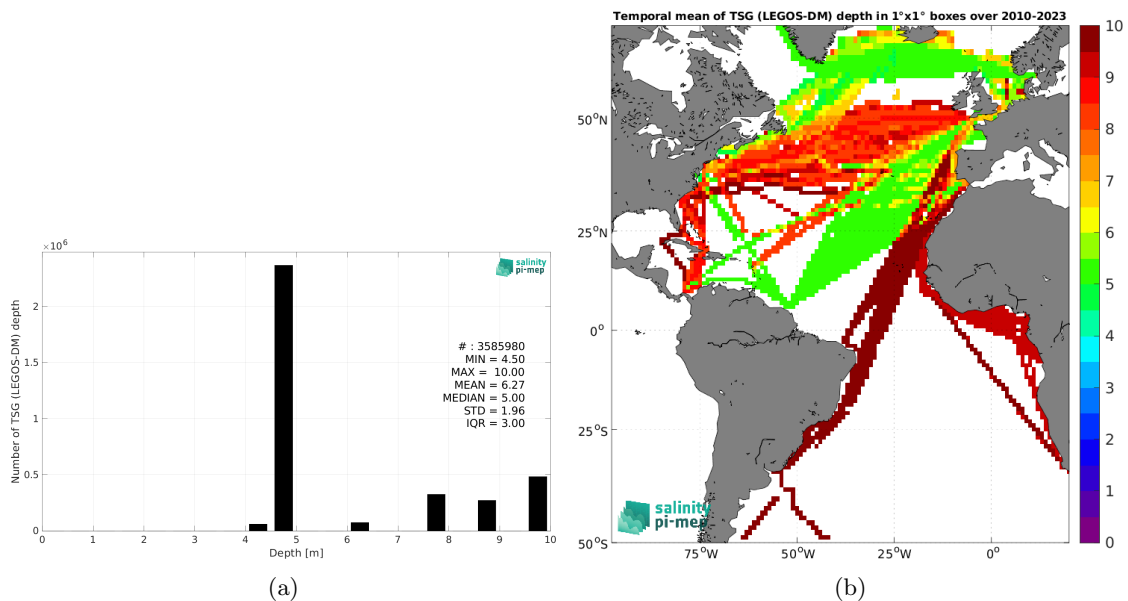 Temporal mean of TSG (LEGOS-DM) depth in 1°x1° boxes over 2010-2023
×10⁶
2
1.5
1
0.5
0
Number of TSG (LEGOS-DM) depth
salinity
pi-mep
# : 3585980
MIN = 4.50
MAX = 10.00
MEAN = 6.27
MEDIAN = 5.00
STD = 1.96
IQR = 3.00
0 1 2 3 4 5 6 7 8 9 10
Depth [m]
(a)
50°N
25°N
0°
25°S
50°S
salinity
pi-mep
75°W 50°W 25°W 0°
10
9
8
7
6
5
4
3
2
1
0
(b)